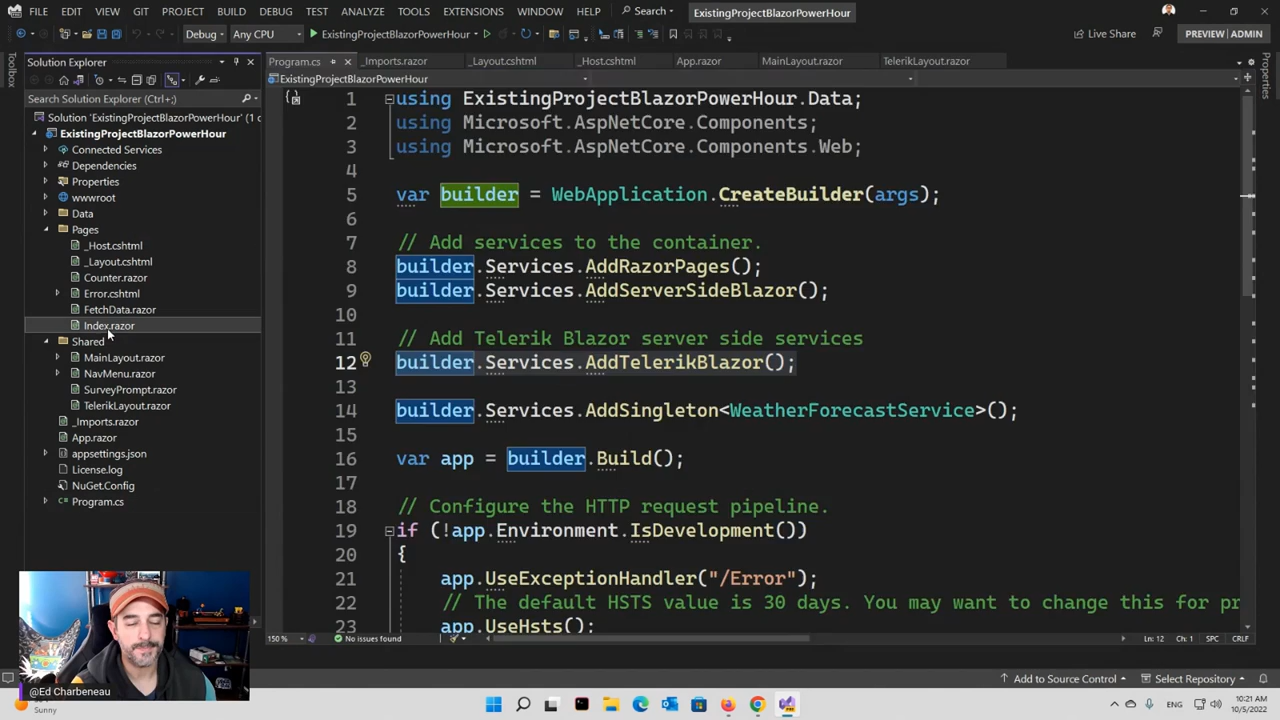 FILE EDIT VIEW GIT PROJECT BUILD DEBUG TEST ANALYZE TOOLS EXTENSIONS WINDOW HELP Search ExistingProjectBlazorPowerHour
Debug Any CPU ExistingProjectBlazorPowerHour Live Share PREVIEW | ADMIN
Toolbox
Solution Explorer
Search Solution Explorer (Ctrl+;)
Solution 'ExistingProjectBlazorPowerHour' (1 c
ExistingProjectBlazorPowerHour
Connected Services
Dependencies
Properties
wwwroot
Data
Pages
_Host.cshtml
_Layout.cshtml
Counter.razor
Error.cshtml
FetchData.razor
Index.razor
Shared
MainLayout.razor
NavMenu.razor
SurveyPrompt.razor
TelerikLayout.razor
_Imports.razor
App.razor
appsettings.json
License.log
NuGet.Config
Program.cs
Program.cs _Imports.razor _Layout.cshtml _Host.cshtml App.razor MainLayout.razor TelerikLayout.razor
ExistingProjectBlazorPowerHour
Properties
1 using ExistingProjectBlazorPowerHour.Data;
2 using Microsoft.AspNetCore.Components;
3 using Microsoft.AspNetCore.Components.Web;
4
5 var builder = WebApplication.CreateBuilder(args);
6
7 // Add services to the container.
8 builder.Services.AddRazorPages();
9 builder.Services.AddServerSideBlazor();
10
11 // Add Telerik Blazor server side services
12 builder.Services.AddTelerikBlazor();
13
14 builder.Services.AddSingleton<WeatherForecastService>();
15
16 var app = builder.Build();
17
18 // Configure the HTTP request pipeline.
19 if (!app.Environment.IsDevelopment())
20 {
21 app.UseExceptionHandler("/Error");
22 // The default HSTS value is 30 days. You may want to change this for pr
23 app.UseHsts();
150 % No issues found Ln: 12 Ch: 1 SPC CRLF
@Ed Charbeneau
Add to Source Control Select Repository
Sunny
ENG 10:21 AM
10/5/2022